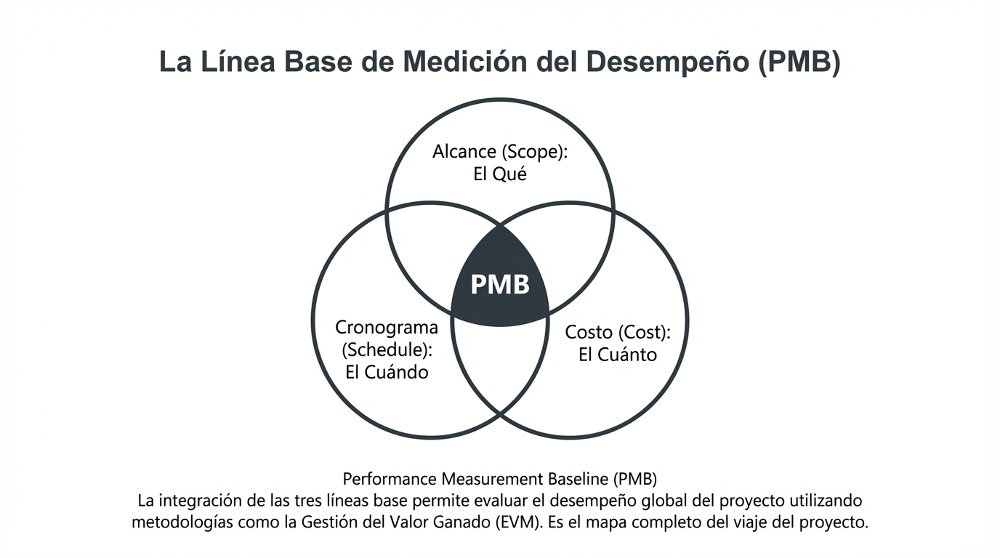 La Línea Base de Medición del Desempeño (PMB)
Alcance (Scope):
El Qué
PMB
Cronograma
(Schedule):
El Cuándo
Costo (Cost):
El Cuánto
Performance Measurement Baseline (PMB)
La integración de las tres líneas base permite evaluar el desempeño global del proyecto utilizando
metodologías como la Gestión del Valor Ganado (EVM). Es el mapa completo del viaje del proyecto.